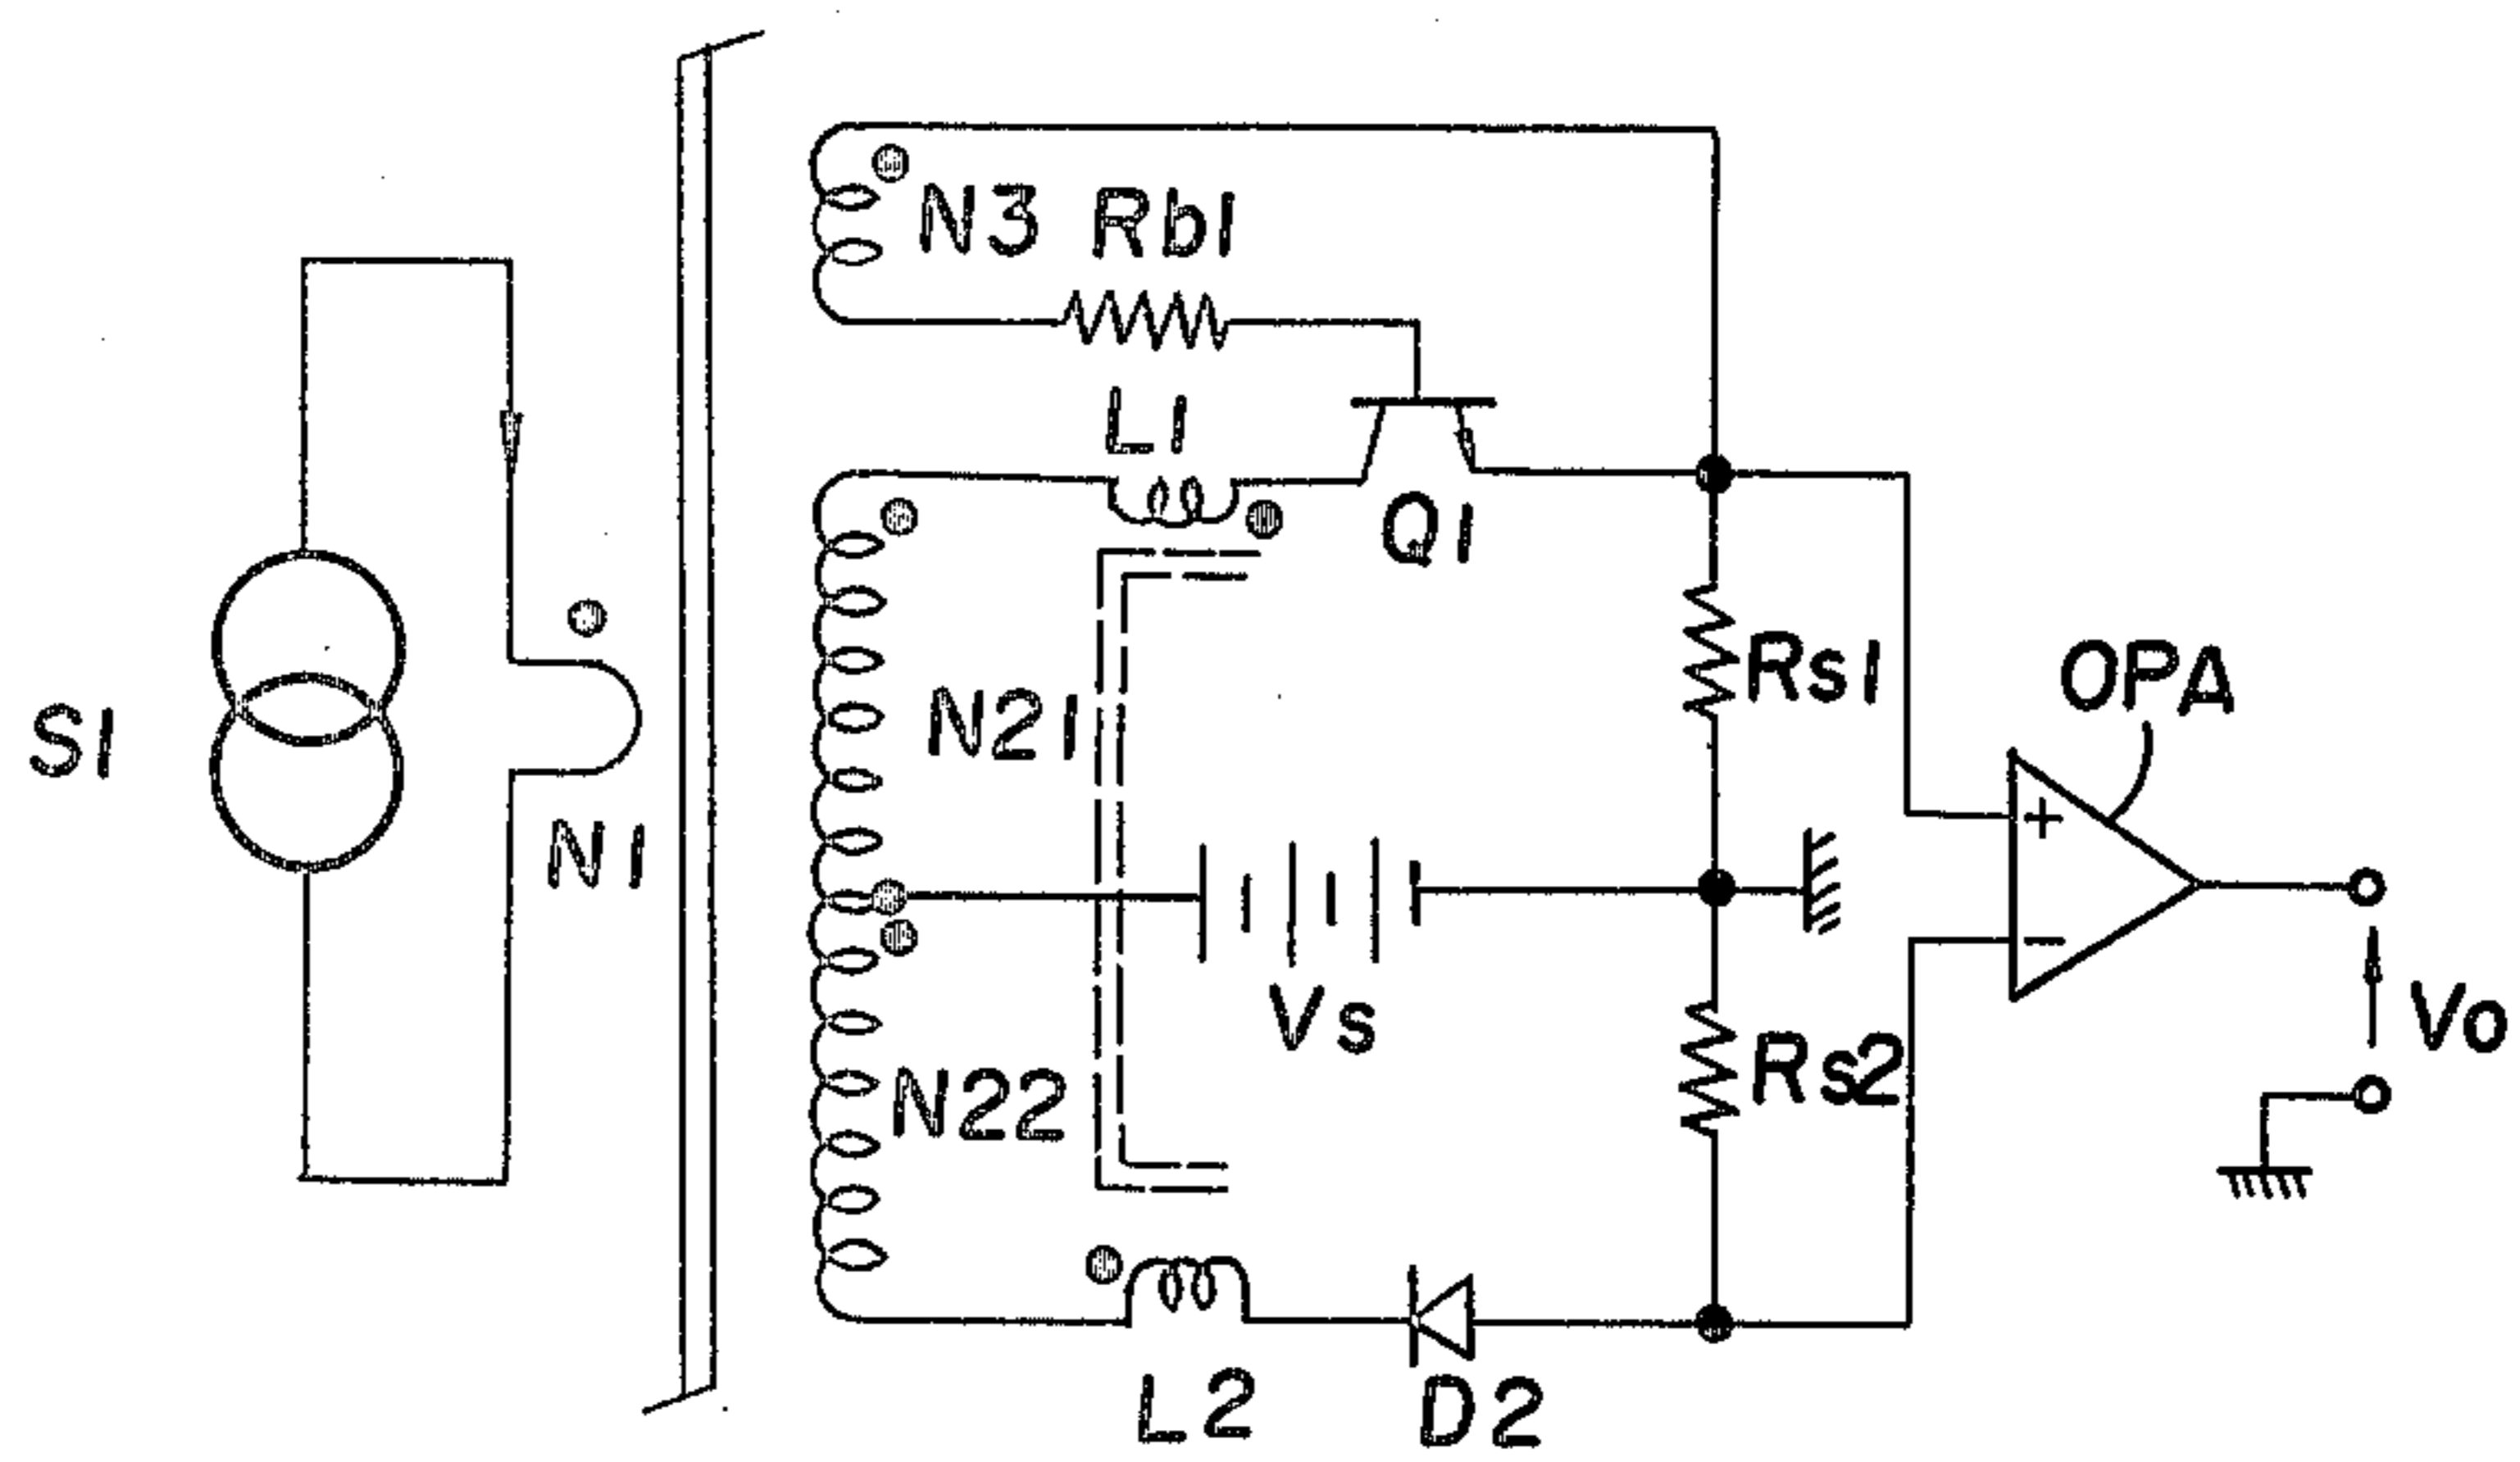 N3 Rb1
L1
Q1
S1
N1
N21
Rs1
OPA
+
−
Vs
Vo
N22
Rs2
L2
D2